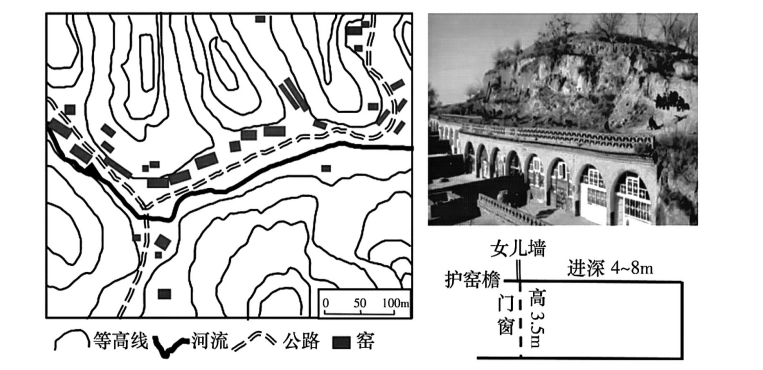 0 50 100m
等高线 河流 公路 窑
女儿墙
护窑檐
进深 4~8m
门窗
高 3.5m